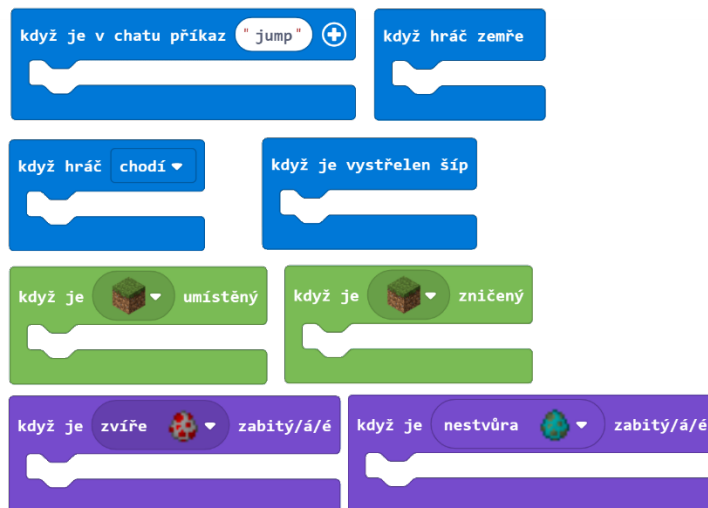 když je v chatu příkaz "jump"
když hráč zemře
když hráč chodí
když je vystřelen šíp
když je umístěný
když je zničený
když je zvíře zabitý/á/é
když je nestvůra zabitý/á/é